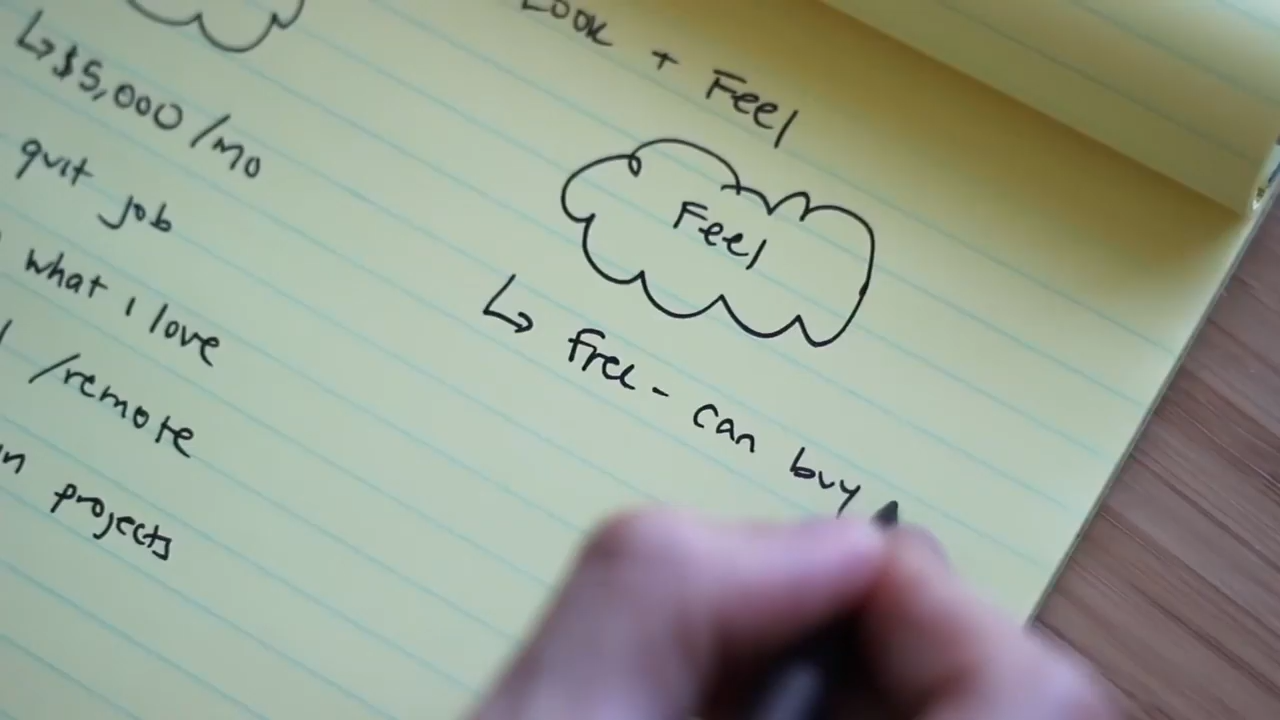 $5,000/mo
quit job
what I love
/remote
projects
Look + Feel
Feel
Free - can buy